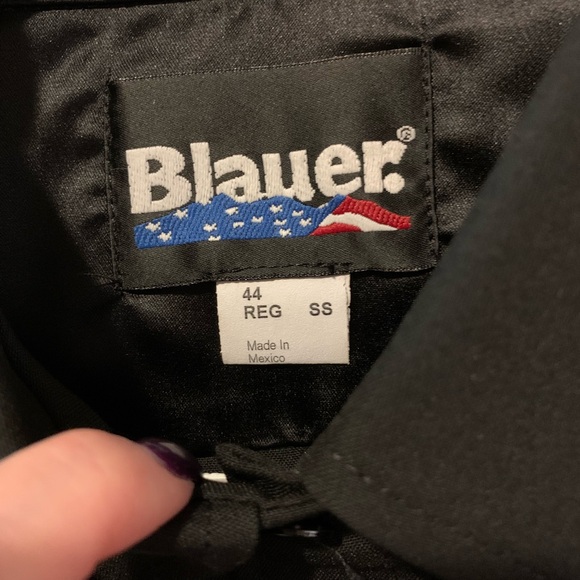 Blauer.®
44
REG SS
Made In
Mexico